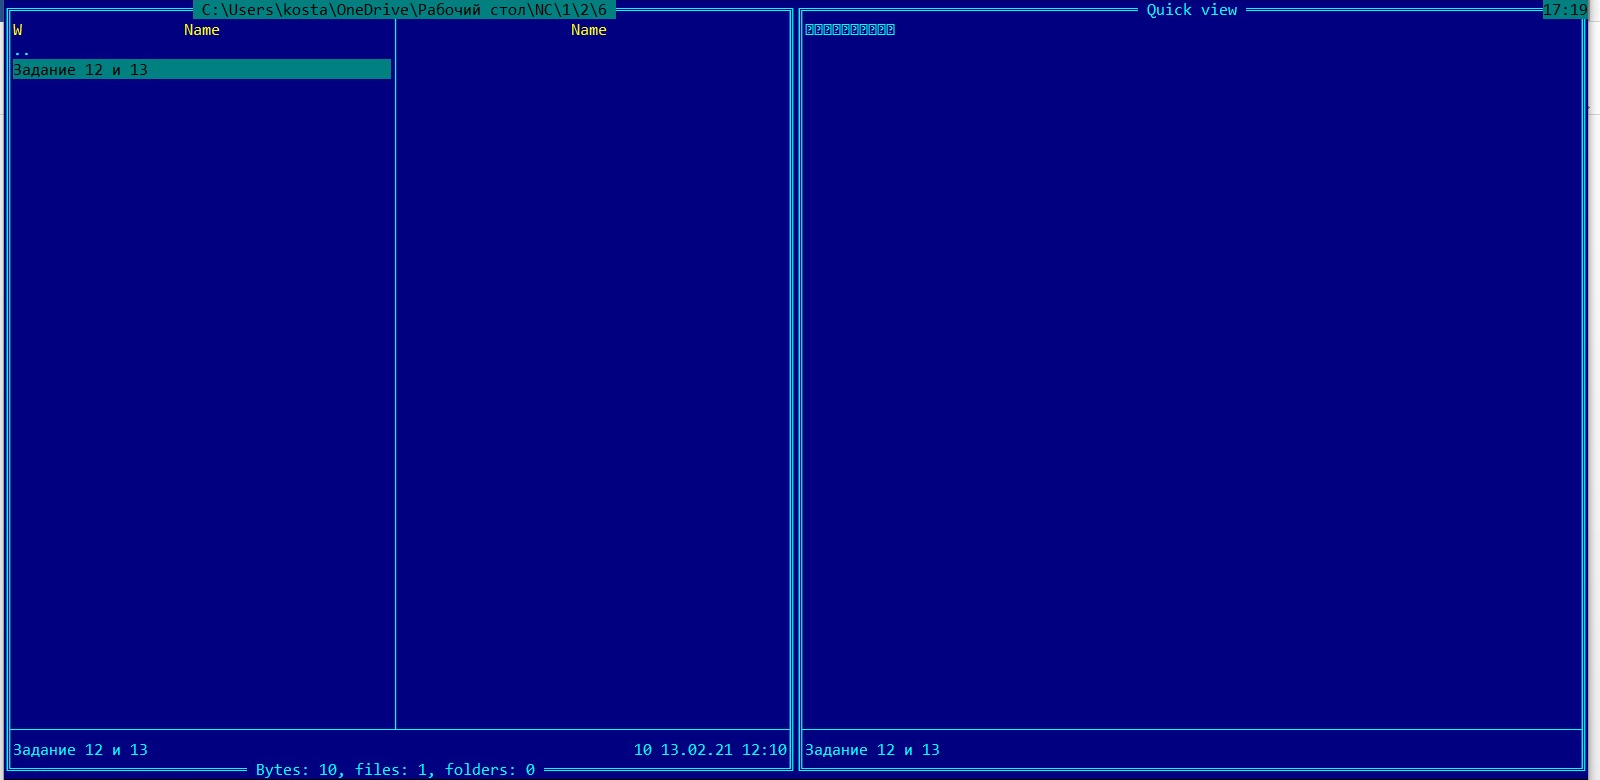 C:\Users\kosta\OneDrive\Рабочий стол\NC\1\2\6
Quick view
17:19
W Name Name
..
Задание 12 и 13
Задание 12 и 13 10 13.02.21 12:10
Bytes: 10, files: 1, folders: 0
Задание 12 и 13